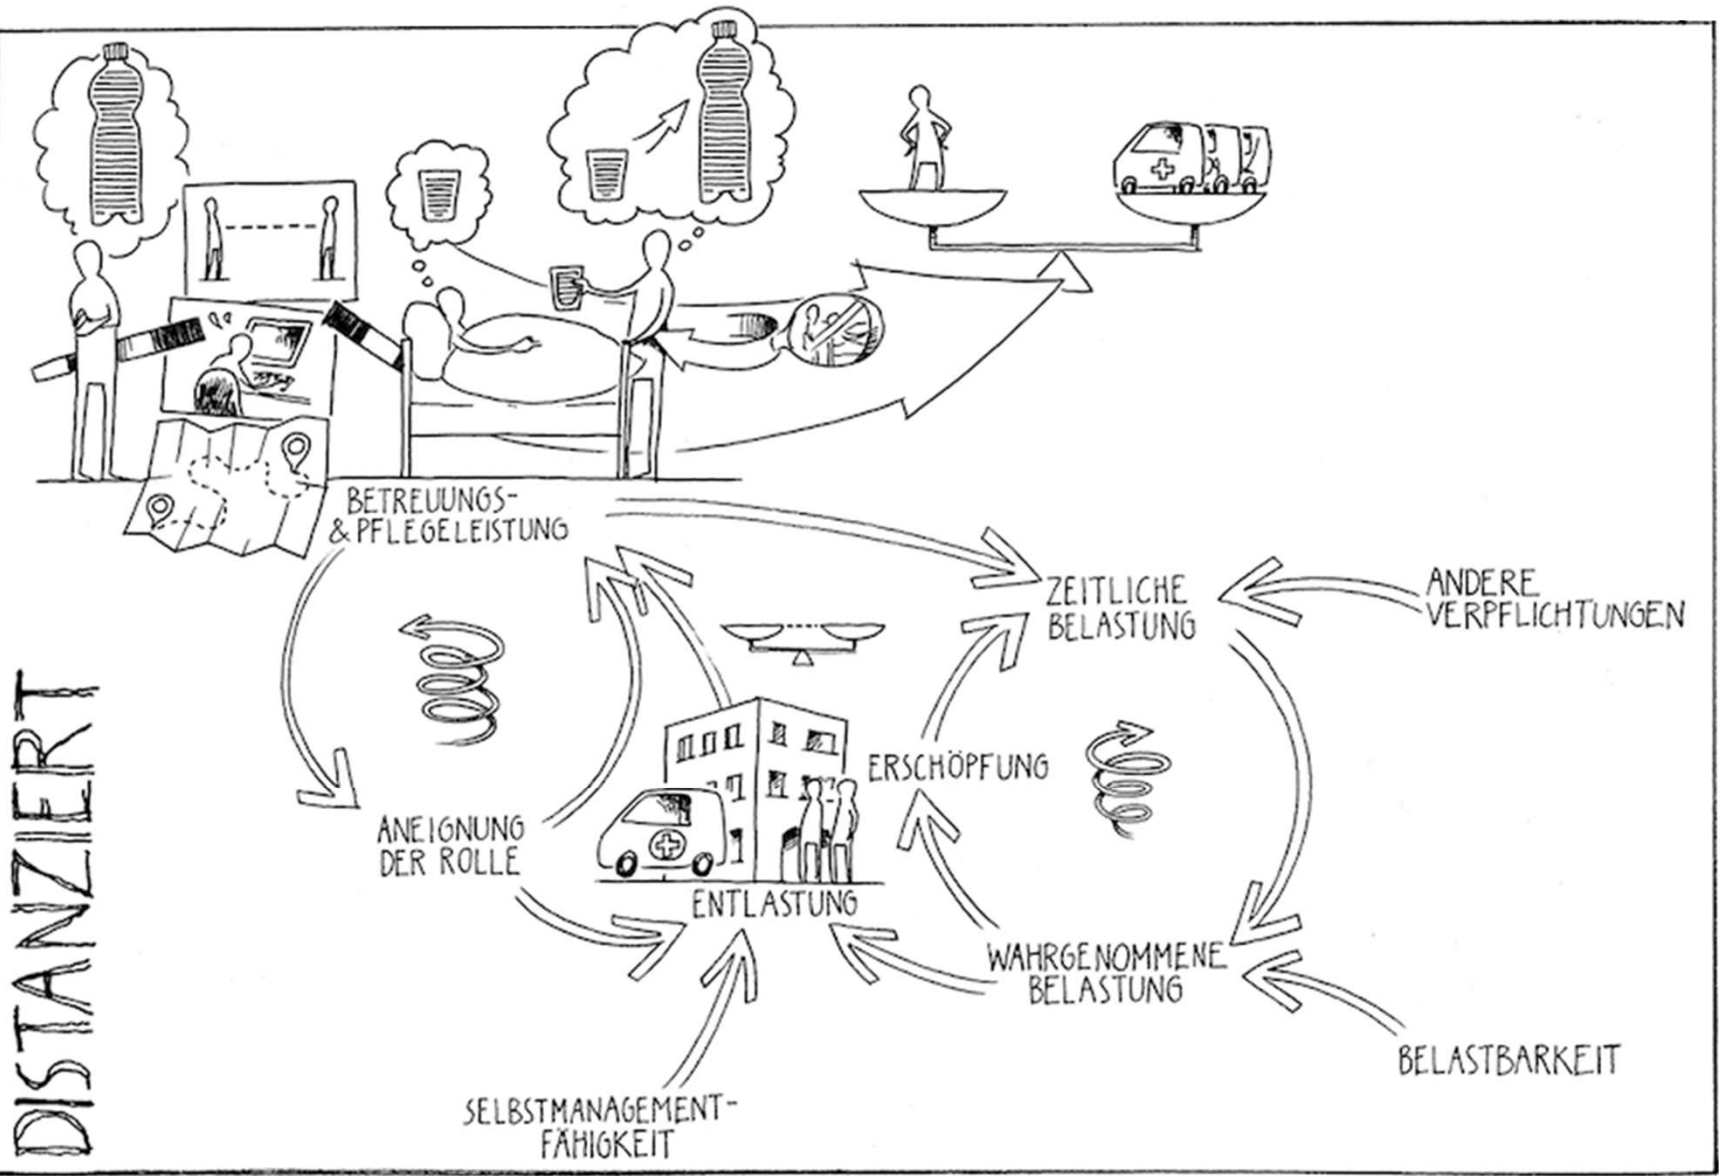 BETREUUNGS-
& PFLEGELEISTUNG
ZEITLICHE
BELASTUNG
ANDERE
VERPFLICHTUNGEN
ERSCHÖPFUNG
ANEIGNUNG
DER ROLLE
ENTLASTUNG
WAHRGENOMMENE
BELASTUNG
BELASTBARKEIT
SELBSTMANAGEMENT-
FÄHIGKEIT
DISTANZIERT